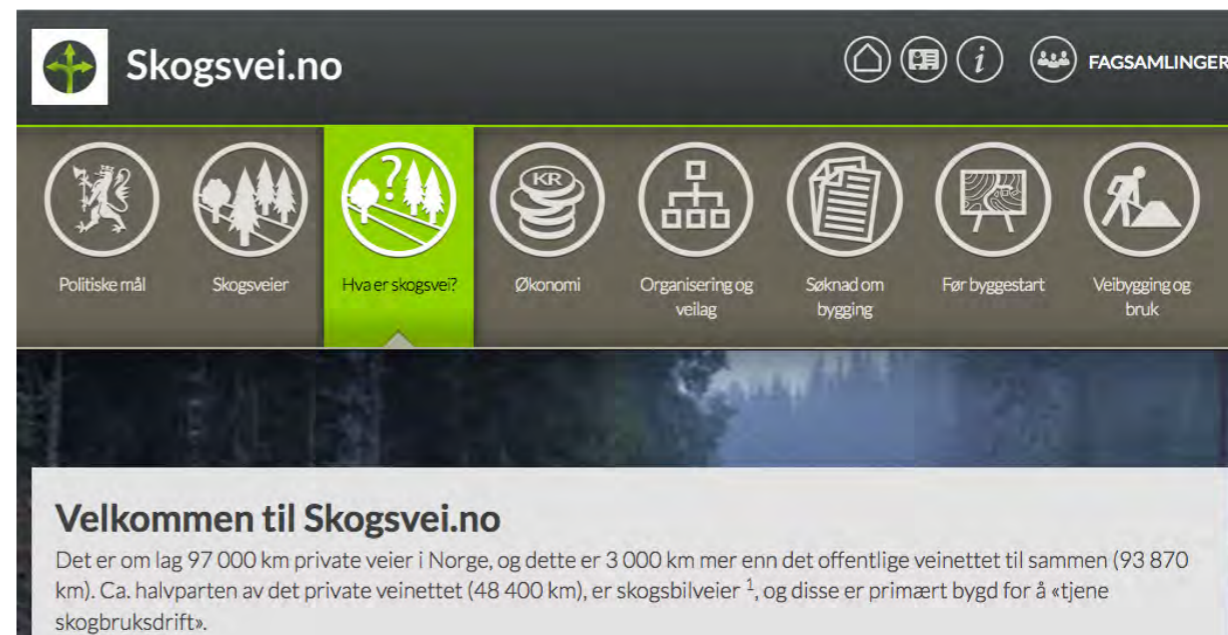 Skogsvei.no
i
FAGSAMLINGER
?
KR
Politiske mål
Skogsveier
Hva er skogsvei?
Økonomi
Organisering og
veilag
Søknad om
bygging
Før byggestart
Veibygging og
bruk
Velkommen til Skogsvei.no
Det er om lag 97 000 km private veier i Norge, og dette er 3 000 km mer enn det offentlige veinettet til sammen (93 870
km). Ca. halvparten av det private veinettet (48 400 km), er skogsbilveier 1, og disse er primært bygd for å «tjene
skogbruksdrift».